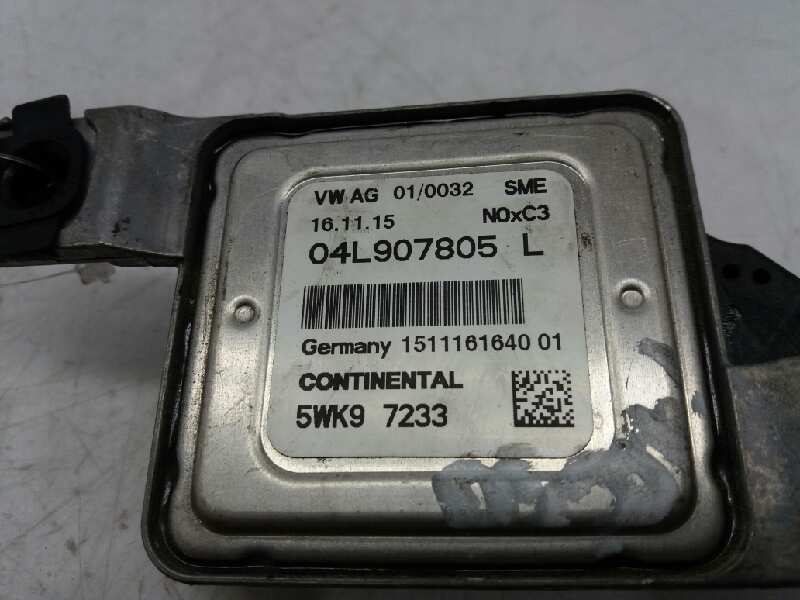 VW AG 01/0032 SME
16.11.15 NOxC3
04L907805 L
Germany 1511161640 01
CONTINENTAL
5WK9 7233